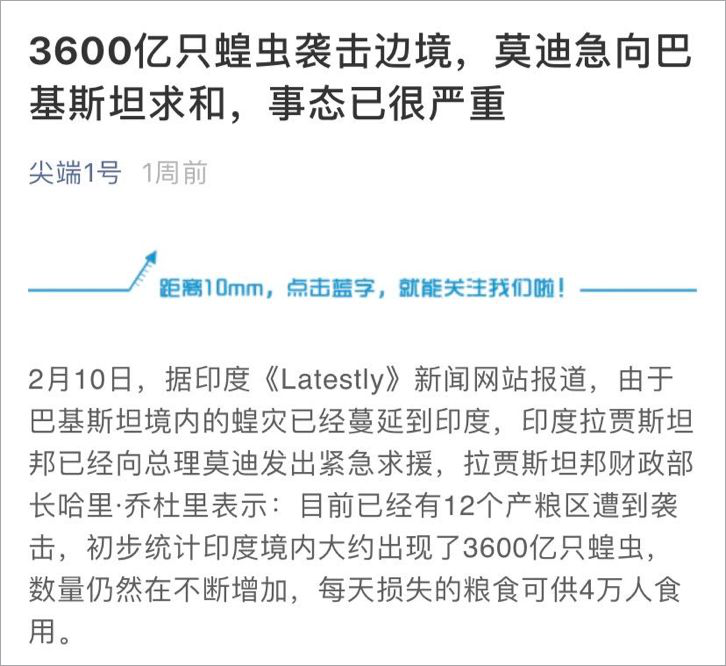 3600亿只蝗虫袭击边境，莫迪急向巴
基斯坦求和，事态已很严重
尖端1号 1周前
距离10mm，点击蓝字，就能关注我们啦！
2月10日，据印度《Latestly》新闻网站报道，由于
巴基斯坦境内的蝗灾已经蔓延到印度，印度拉贾斯坦
邦已经向总理莫迪发出紧急求援，拉贾斯坦邦财政部
长哈里·乔杜里表示：目前已经有12个产粮区遭到袭
击，初步统计印度境内大约出现了3600亿只蝗虫，
数量仍然在不断增加，每天损失的粮食可供4万人食
用。